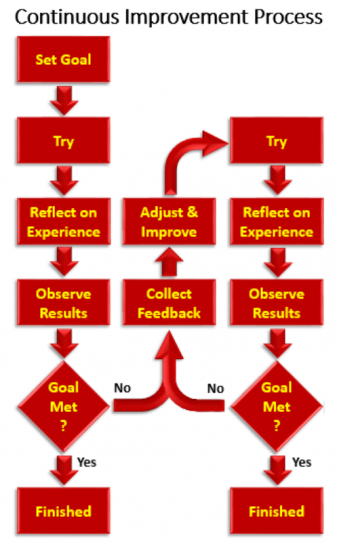 Continuous Improvement Process
Set Goal
Try
Reflect on
Experience
Observe
Results
Goal
Met
?
No
Yes
Finished
Collect
Feedback
Adjust &
Improve
Try
Reflect on
Experience
Observe
Results
Goal
Met
?
No
Yes
Finished